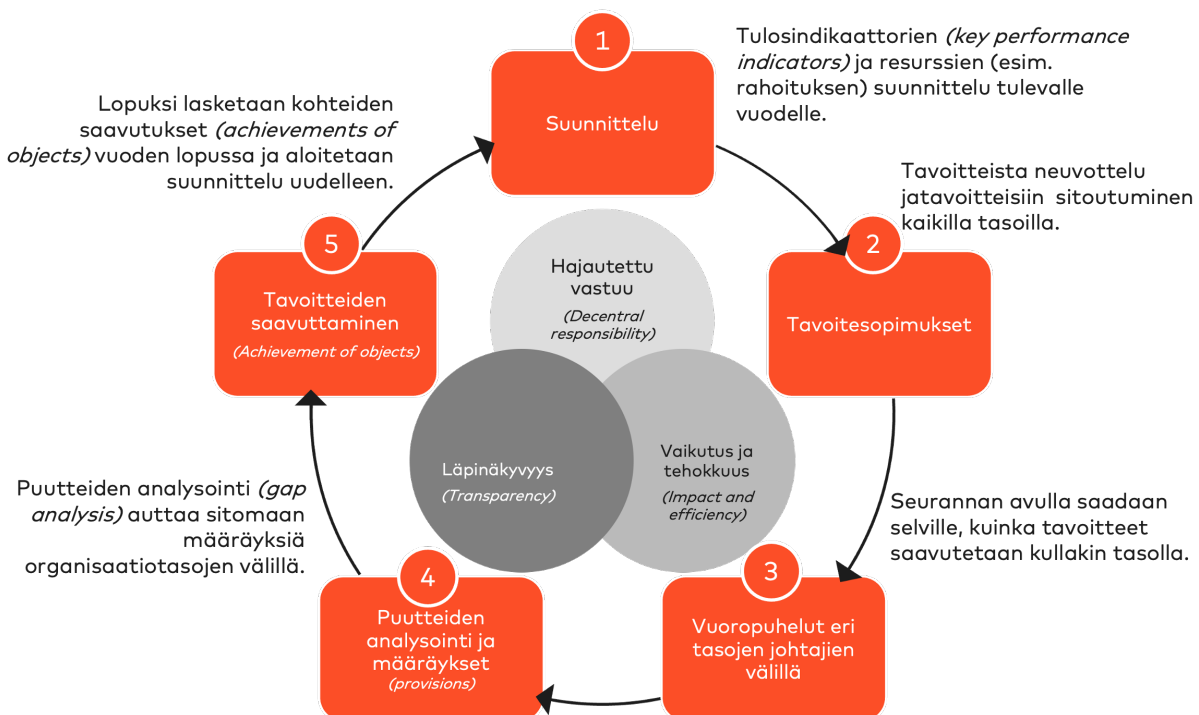 1
Suunnittelu
Tulosindikaattorien (key performance
indicators) ja resurssien (esim.
rahoituksen) suunnittelu tulevalle
vuodelle.
2
Tavoitesopimukset
Tavoitteista neuvottelu
jatavoitteisiin sitoutuminen
kaikilla tasoilla.
3
Vuoropuhelut eri
tasojen johtajien
välillä
Seurannan avulla saadaan
selville, kuinka tavoitteet
saavutetaan kullakin tasolla.
4
Puutteiden
analysointi ja
määräykset
(provisions)
Puutteiden analysointi (gap
analysis) auttaa sitomaan
määräyksiä
organisaatiotasojen välillä.
5
Tavoitteiden
saavuttaminen
(Achievement of objects)
Lopuksi lasketaan kohteiden
saavutukset (achievements of
objects) vuoden lopussa ja aloitetaan
suunnittelu uudelleen.
Hajautettu
vastuu
(Decentral
responsibility)
Läpinäkyvyys
(Transparency)
Vaikutus ja
tehokkuus
(Impact and
efficiency)